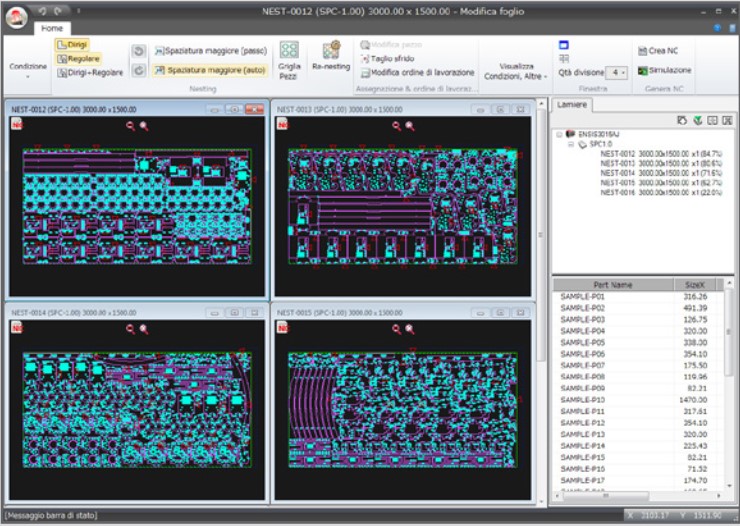 NEST-0012 (SPC-1.00) 3000.00 x 1500.00 - Modifica foglio
Home
Condizione
Dirigi
Regolare
Dirigi+Regolare
Spaziatura maggiore (passo)
Spaziatura maggiore (auto)
Nesting
Griglia
Pezzi
Re-nesting
Modifica pezzo
Taglio sfrido
Modifica ordine di lavorazione
Assegnazione & ordine di lavoraz...
Visualizza
Condizioni, Altre
Qtà divisione 4
Finestra
Crea NC
Simulazione
Genera NC
NEST-0012 (SPC-1.00) 3000.00 x 1500.00
NEST-0013 (SPC-1.00) 3000.00 x 1500.00
NEST-0014 (SPC-1.00) 3000.00 x 1500.00
NEST-0015 (SPC-1.00) 3000.00 x 1500.00
Lamiere
ENSIS3015AJ
SPC1.0
NEST-0012 3000.00x1500.00 x1(84.7%)
NEST-0013 3000.00x1500.00 x1(80.6%)
NEST-0014 3000.00x1500.00 x1(71.6%)
NEST-0015 3000.00x1500.00 x1(62.7%)
NEST-0016 3000.00x1500.00 x1(22.0%)
Part Name SizeX
SAMPLE-P01 316.26
SAMPLE-P02 491.39
SAMPLE-P03 126.75
SAMPLE-P04 320.00
SAMPLE-P05 338.00
SAMPLE-P06 354.10
SAMPLE-P07 175.50
SAMPLE-P08 119.96
SAMPLE-P09 82.21
SAMPLE-P10 1470.00
SAMPLE-P11 317.61
SAMPLE-P12 354.10
SAMPLE-P13 320.00
SAMPLE-P14 225.43
SAMPLE-P15 82.21
SAMPLE-P16 71.52
SAMPLE-P17 174.70
[Messaggio barra di stato]
X 2103.17 Y 1511.90